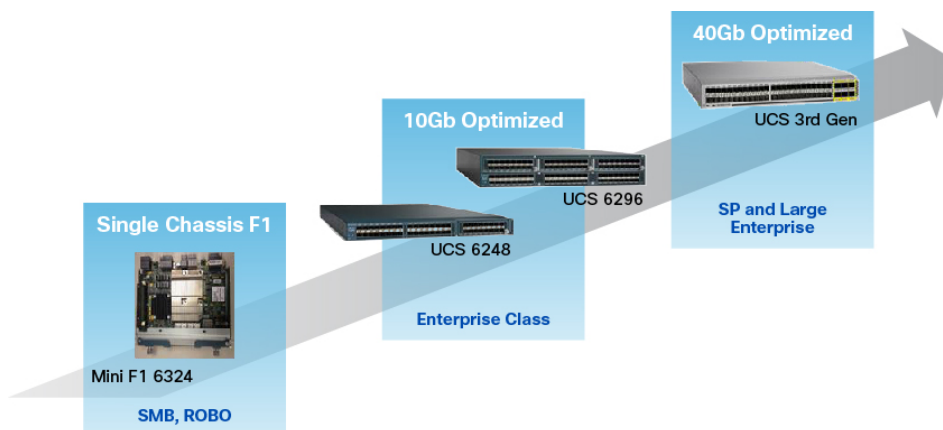 Single Chassis F1
Mini F1 6324
SMB, ROBO
10Gb Optimized
UCS 6296
UCS 6248
Enterprise Class
40Gb Optimized
UCS 3rd Gen
SP and Large
Enterprise